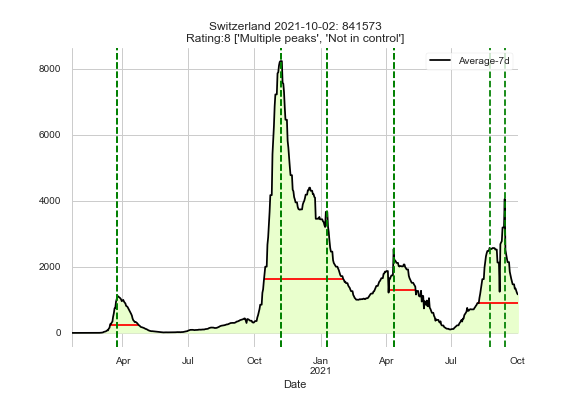 Switzerland 2021-10-02: 841573
Rating:8 ['Multiple peaks', 'Not in control']
Average-7d
8000
6000
4000
2000
0
Apr
Jul
Oct
Jan
2021
Apr
Jul
Oct
Date